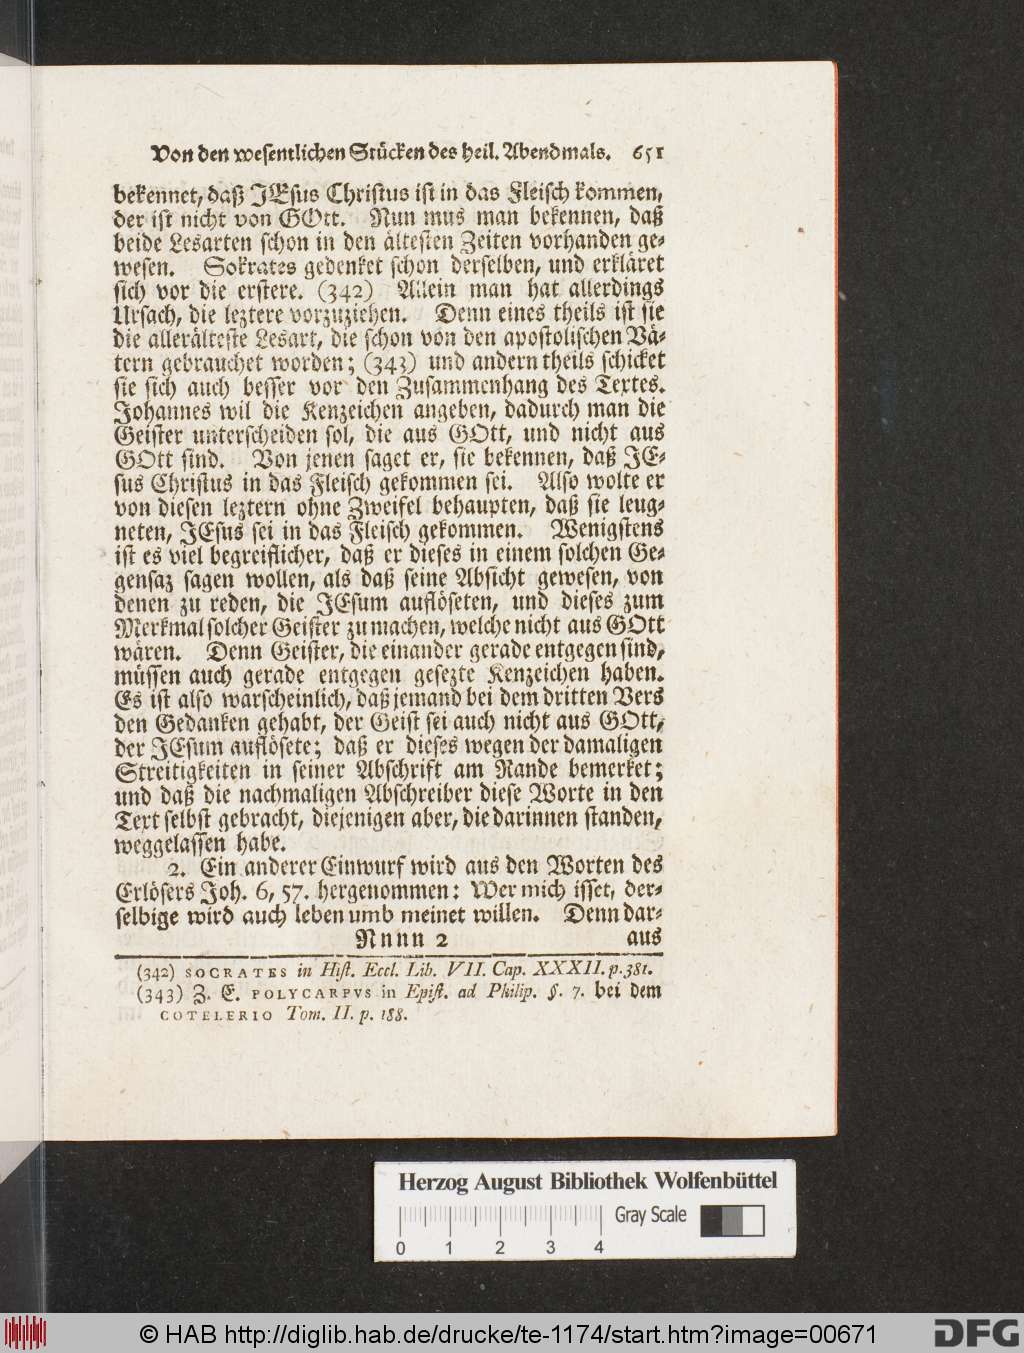 Von den wesentlichen Stücken des heil. Abendmals. 651
bekennet, daß JEsus Christus ist in das Fleisch kommen,
der ist nicht von GOtt. Nun mus man bekennen, daß
beide Lesarten schon in den ältesten Zeiten vorhanden ge-
wesen. Sokrates gedenket schon derselben, und erkläret
sich vor die erstere. (342) Allein man hat allerdings
Ursach, die leztere vorzuziehen. Denn eines theils ist sie
die allerälteste Lesart, die schon von den apostolischen Vä-
tern gebrauchet worden; (343) und andern theils schicket
sie sich auch besser vor den Zusammenhang des Textes.
Johannes wil die Kenzeichen angeben, dadurch man die
Geister unterscheiden sol, die aus GOtt, und nicht aus
GOtt sind. Von jenen saget er, sie bekennen, daß JE-
sus Christus in das Fleisch gekommen sei. Also wolte er
von diesen leztern ohne Zweifel behaupten, daß sie leug-
neten, JEsus sei in das Fleisch gekommen. Wenigstens
ist es viel begreiflicher, daß er dieses in einem solchen Ge-
gensaz sagen wollen, als daß seine Absicht gewesen, von
denen zu reden, die JEsum auflöseten, und dieses zum
Merkmal solcher Geister zu machen, welche nicht aus GOtt
wären. Denn Geister, die einander gerade entgegen sind,
müssen auch gerade entgegen gesezte Kenzeichen haben.
Es ist also warscheinlich, daß jemand bei dem dritten Vers
den Gedanken gehabt, der Geist sei auch nicht aus GOtt,
der JEsum auflösete; daß er dieses wegen der damaligen
Streitigkeiten in seiner Abschrift am Rande bemerket;
und daß die nachmaligen Abschreiber diese Worte in den
Text selbst gebracht, diejenigen aber, die darinnen standen,
weggelassen habe.
2. Ein anderer Einwurf wird aus den Worten des
Erlösers Joh. 6, 57. hergenommen: Wer mich isset, der-
selbige wird auch leben umb meinet willen. Denn dar-
Nnnn 2 aus
(342) SOCRATES in Hist. Eccl. Lib. VII. Cap. XXXII. p. 381.
(343) Z. E. POLYCARPVS in Epist. ad Philip. §. 7. bei dem
COTELERIO Tom. II. p. 188.
Herzog August Bibliothek Wolfenbüttel
Gray Scale
0 1 2 3 4
© HAB http://diglib.hab.de/drucke/te-1174/start.htm?image=00671
DFG